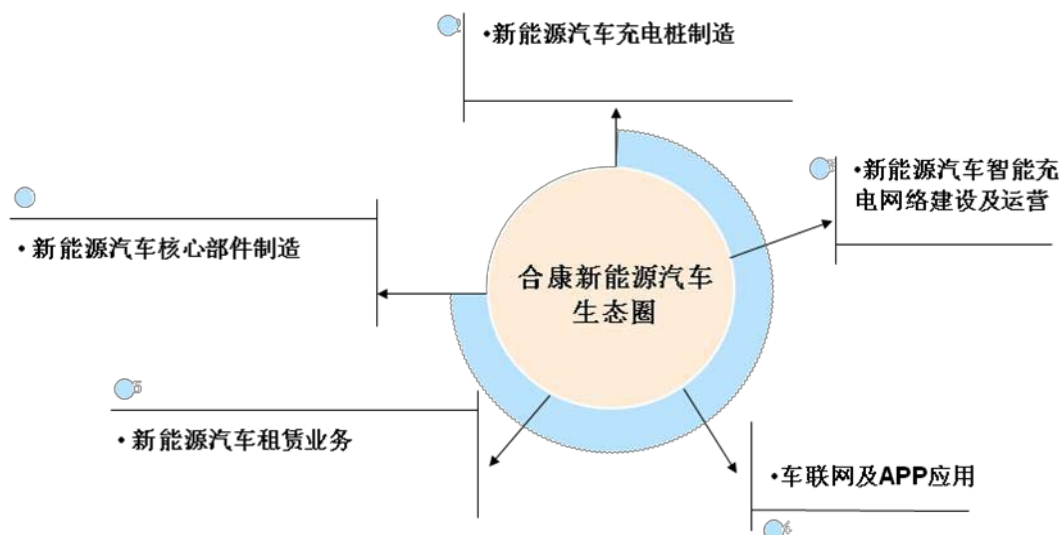 •新能源汽车充电桩制造
•新能源汽车智能充
电网络建设及运营
•新能源汽车核心部件制造
合康新能源汽车
生态圈
•新能源汽车租赁业务
•车联网及APP应用